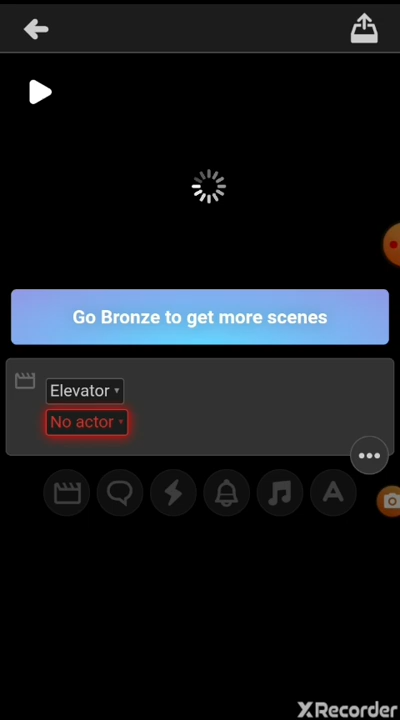 Go Bronze to get more scenes
Elevator
No actor
A
XRecorder